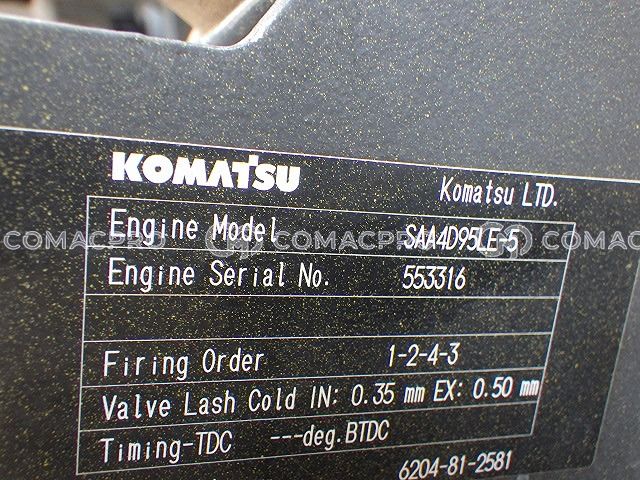 KOMATSU
Komatsu LTD.
Engine Model SAA4D95LE-5
COMACPRO COMACPRO COMAC
Engine Serial No. 553316
Firing Order 1-2-4-3
Valve Lash Cold IN: 0.35 mm EX: 0.50 mm
Timing-TDC ---deg.BTDC
6204-81-2581